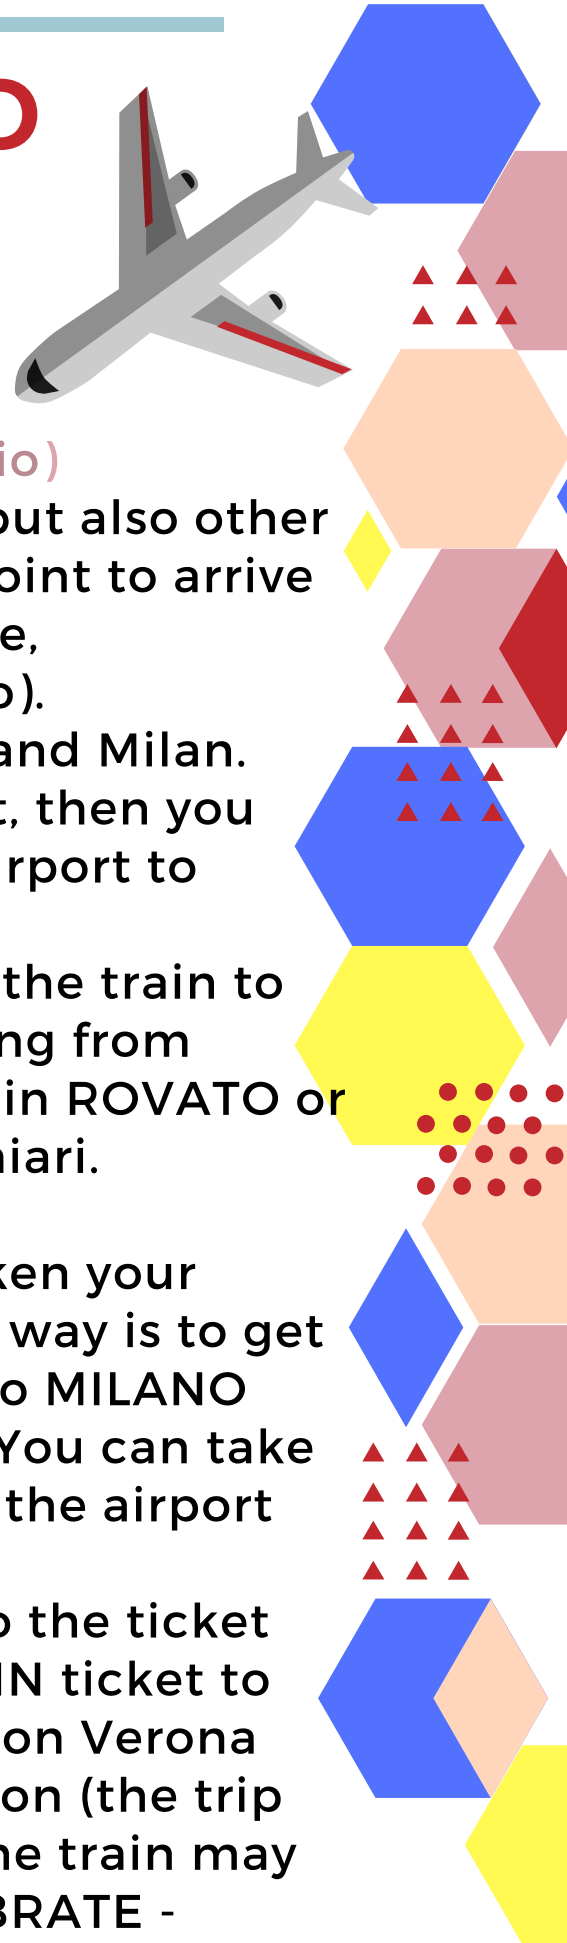 O
io)
out also other
oint to arrive
e,
o).
and Milan.
t, then you
irport to
the train to
ng from
in ROVATO or
hiari.
ken your
way is to get
o MILANO
You can take
the airport
o the ticket
IN ticket to
on Verona
on (the trip
he train may
BRATE -